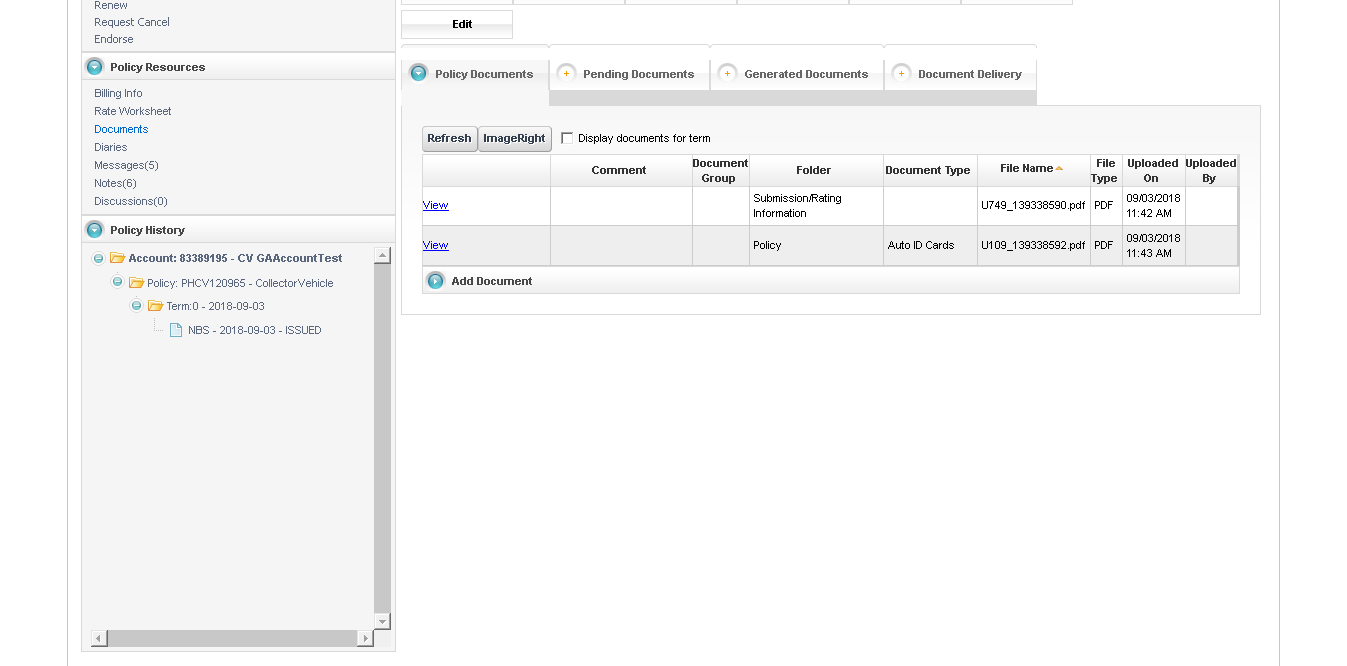 Renew
Request Cancel
Endorse
Policy Resources
Billing Info
Rate Worksheet
Documents
Diaries
Messages(5)
Notes(6)
Discussions(0)
Policy History
Account: 83389195 - CV GAAccountTest
Policy: PHCV120965 - CollectorVehicle
Term:0 - 2018-09-03
NBS - 2018-09-03 - ISSUED
Edit
Policy Documents
Pending Documents
Generated Documents
Document Delivery
Refresh
ImageRight
Display documents for term
Comment
Document
Group
Folder
Document Type
File Name
File
Type
Uploaded
On
Uploaded
By
View
Submission/Rating
Information
U749_139338590.pdf
PDF
09/03/2018
11:42 AM
View
Policy
Auto ID Cards
U109_139338592.pdf
PDF
09/03/2018
11:43 AM
Add Document